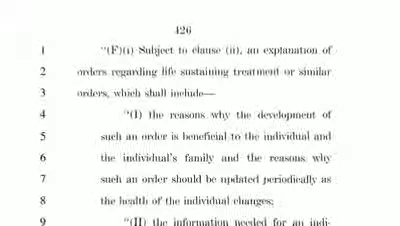 426
1 "(F)(i) Subject to clause (ii), an explanation of
2 orders regarding life sustaining treatment or similar
3 orders, which shall include—
4 "(I) the reasons why the development of
5 such an order is beneficial to the individual and
6 the individual's family and the reasons why
7 such an order should be updated periodically as
8 the health of the individual changes;
9 "(II) the information needed for an indi-